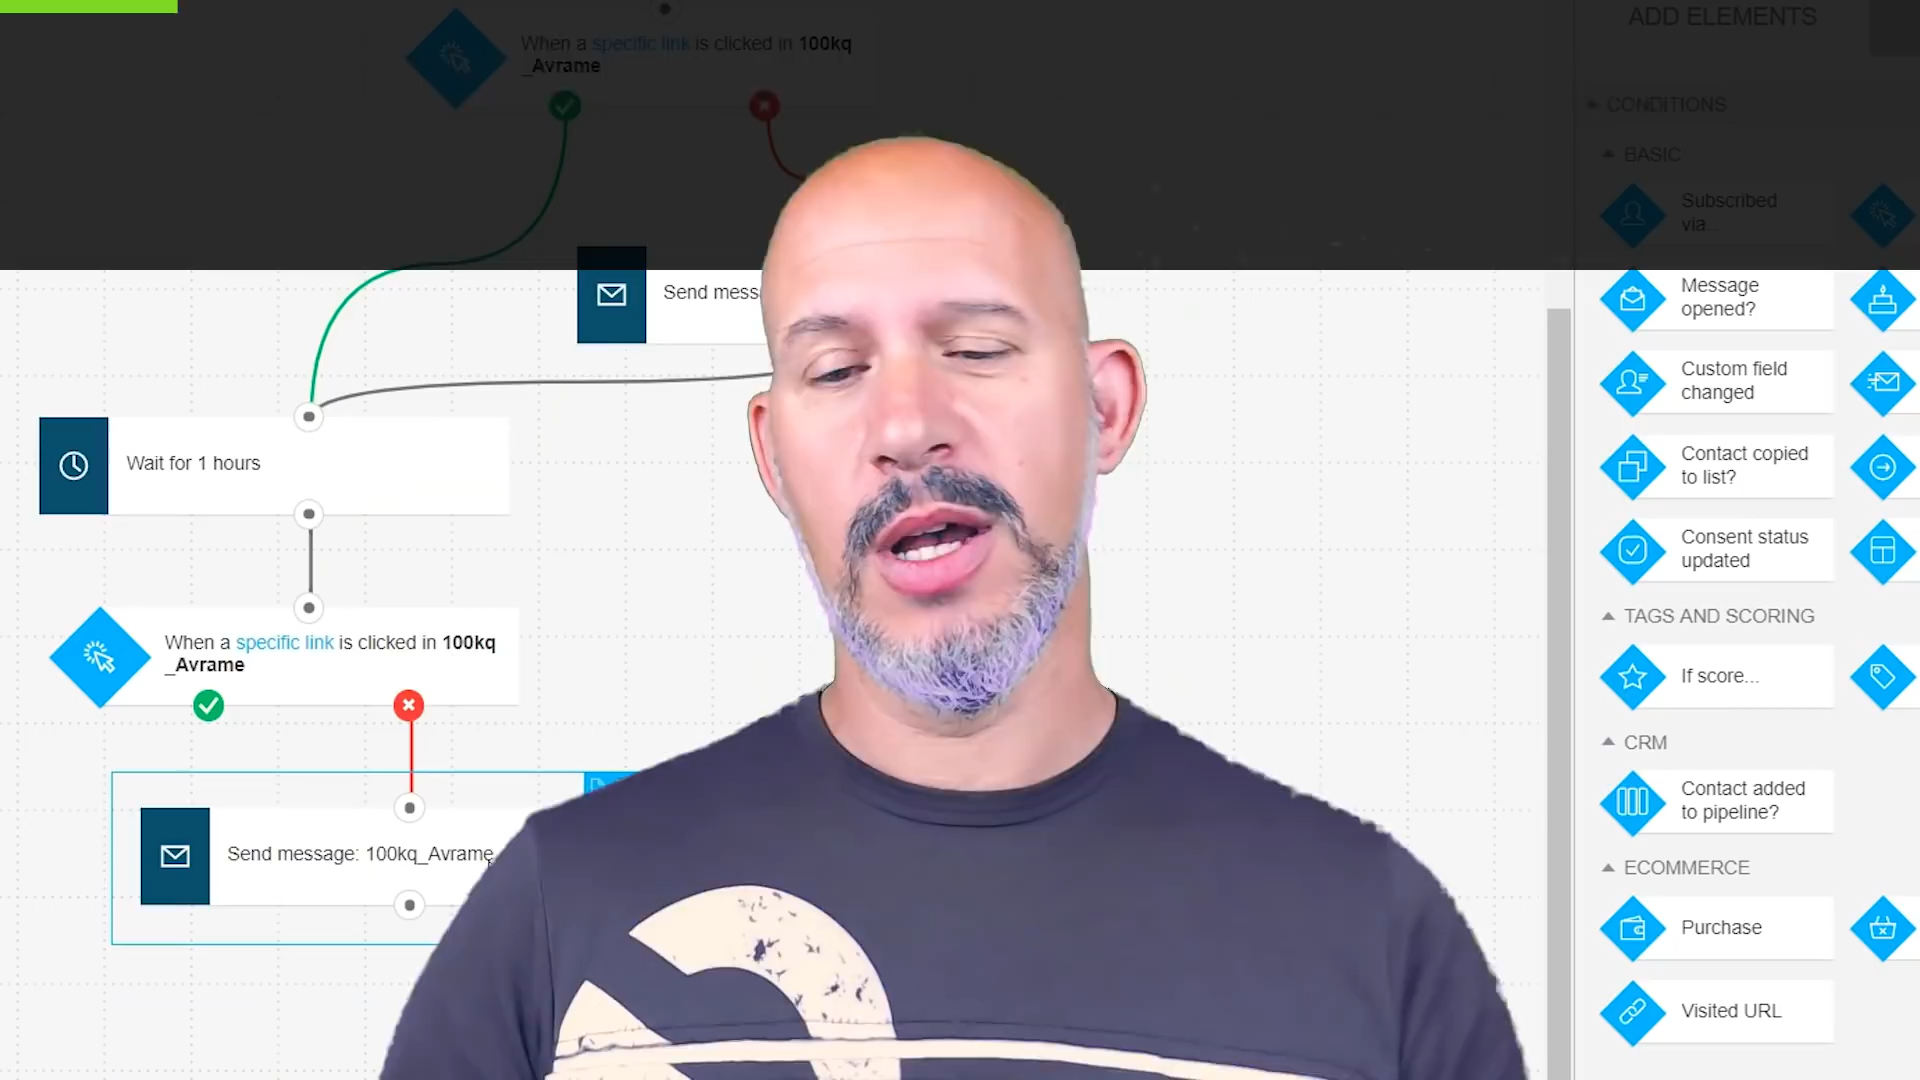 ADD ELEMENTS
When a specific link is clicked in 100kq
_Avrame
CONDITIONS
BASIC
Subscribed
via...
Send mess
Message
opened?
Custom field
changed
Wait for 1 hours
Contact copied
to list?
Consent status
updated
When a specific link is clicked in 100kq
_Avrame
TAGS AND SCORING
If score...
CRM
Contact added
to pipeline?
Send message: 100kq_Avrame
ECOMMERCE
Purchase
Visited URL